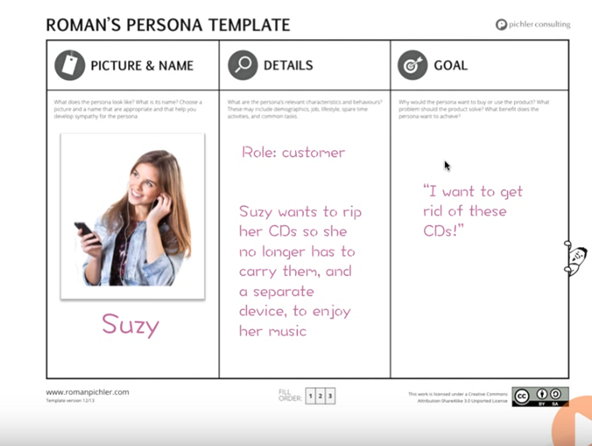 ROMAN'S PERSONA TEMPLATE
pichler consulting
PICTURE & NAME
DETAILS
GOAL
What does the persona look like? What is its name? Choose a
picture and a name that are appropriate and that help you
develop sympathy for the persona.
What are the persona's relevant characteristics and behaviours?
These may include demographics, job, lifestyle, spare time
activities, and common tasks.
Why would the persona want to buy or use the product? What
problem should the product solve? What benefit does the
persona want to achieve?
Role: customer
Suzy wants to rip
her CDs so she
no longer has to
carry them, and
a separate
device, to enjoy
her music
“I want to get
rid of these
CDs!”
Suzy
www.romanpichler.com
Template version 12/13
FILL
ORDER:
1 2 3
This work is licensed under a Creative Commons
Attribution-ShareAlike 3.0 Unported License
cc
BY SA